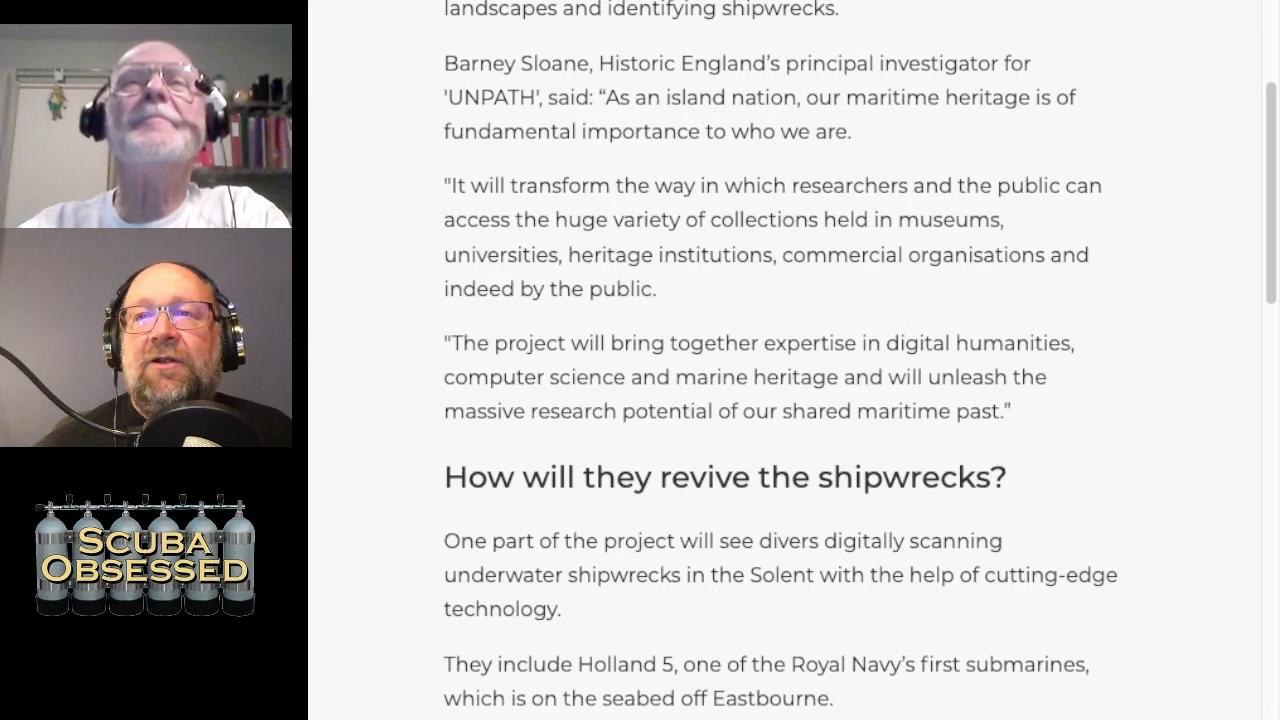 landscapes and identifying shipwrecks.
Barney Sloane, Historic England’s principal investigator for
'UNPATH', said: “As an island nation, our maritime heritage is of
fundamental importance to who we are.
"It will transform the way in which researchers and the public can
access the huge variety of collections held in museums,
universities, heritage institutions, commercial organisations and
indeed by the public.
"The project will bring together expertise in digital humanities,
computer science and marine heritage and will unleash the
massive research potential of our shared maritime past.”
How will they revive the shipwrecks?
One part of the project will see divers digitally scanning
underwater shipwrecks in the Solent with the help of cutting-edge
technology.
They include Holland 5, one of the Royal Navy’s first submarines,
which is on the seabed off Eastbourne.
SCUBA
OBSESSED